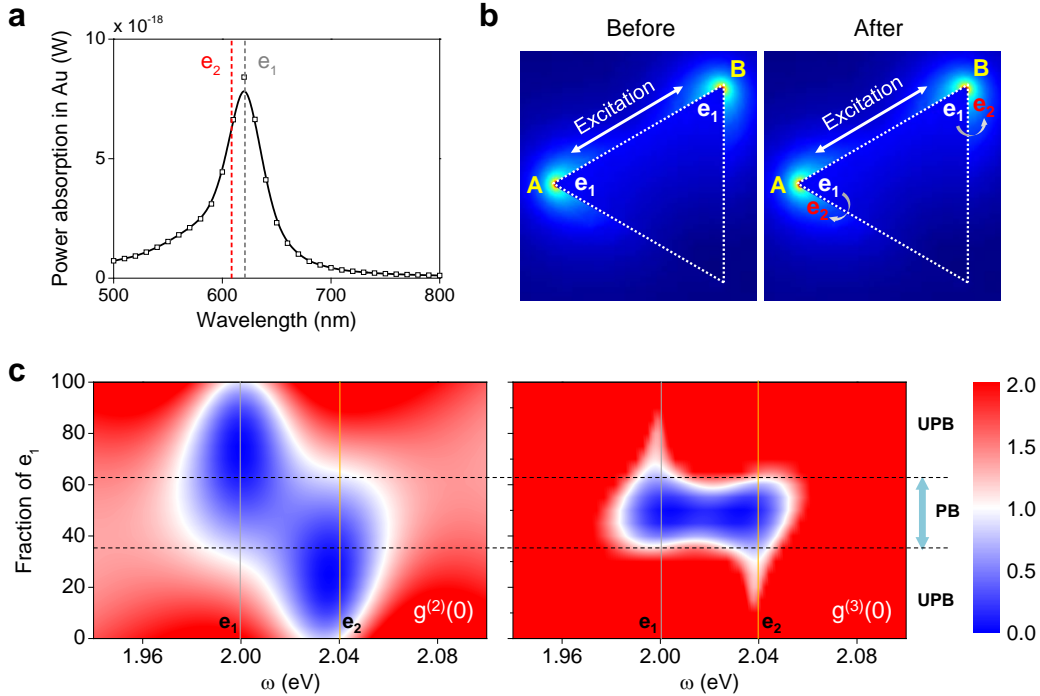 a
x 10⁻¹⁸
10
5
0
Power absorption in Au (W)
e₂
e₁
500
600
700
800
Wavelength (nm)
b
Before
After
Excitation
A
B
e₁
e₁
Excitation
A
B
e₁
e₂
e₁
e₂
c
100
80
60
40
20
0
Fraction of e₁
e₁
e₂
g⁽²⁾(0)
1.96
2.00
2.04
2.08
ω (eV)
e₁
e₂
g⁽³⁾(0)
1.96
2.00
2.04
2.08
ω (eV)
UPB
PB
UPB
2.0
1.5
1.0
0.5
0.0